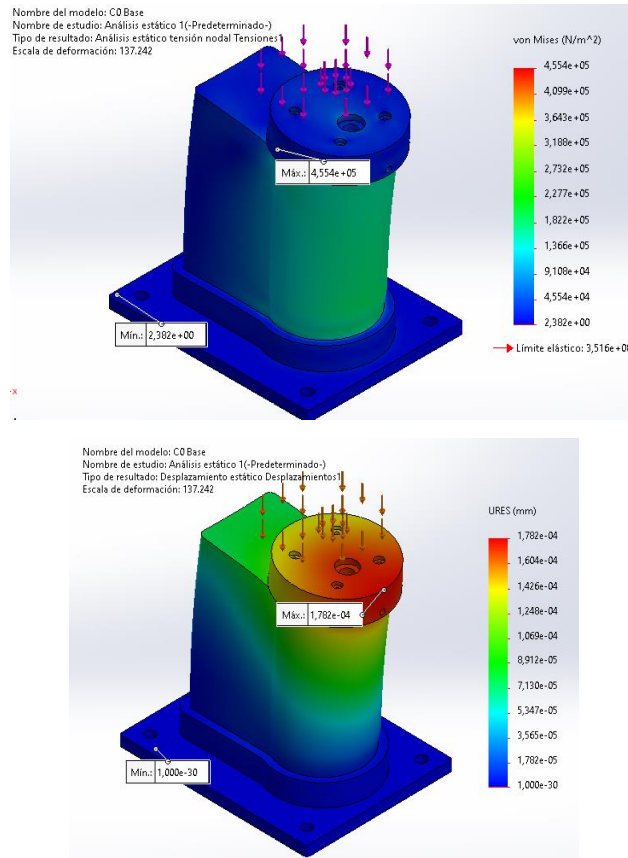 Nombre del modelo: C0 Base
Nombre de estudio: Análisis estático 1(-Predeterminado-)
Tipo de resultado: Análisis estático tensión nodal Tensiones1
Escala de deformación: 137.242
von Mises (N/m^2)
4,554e+05
4,099e+05
3,643e+05
3,188e+05
2,732e+05
2,277e+05
1,822e+05
1,366e+05
9,108e+04
4,554e+04
2,382e+00
Límite elástico: 3,516e+08
Máx.: 4,554e+05
Mín.: 2,382e+00
Nombre del modelo: C0 Base
Nombre de estudio: Análisis estático 1(-Predeterminado-)
Tipo de resultado: Desplazamiento estático Desplazamientos1
Escala de deformación: 137.242
URES (mm)
1,782e-04
1,604e-04
1,426e-04
1,248e-04
1,069e-04
8,912e-05
7,130e-05
5,347e-05
3,565e-05
1,782e-05
1,000e-30
Máx.: 1,782e-04
Mín.: 1,000e-30